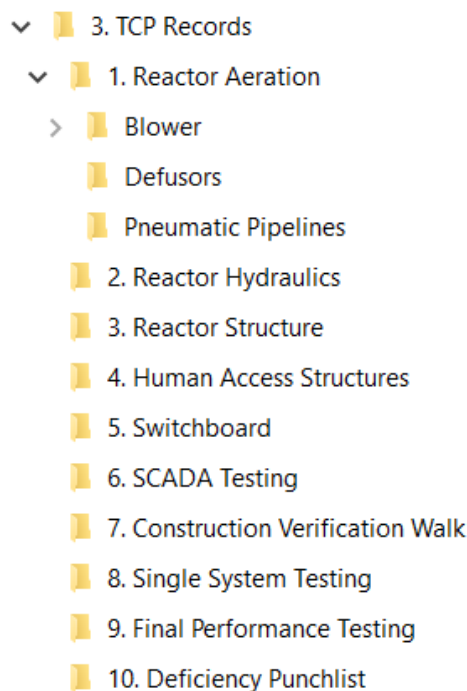 3. TCP Records
1. Reactor Aeration
Blower
Defusors
Pneumatic Pipelines
2. Reactor Hydraulics
3. Reactor Structure
4. Human Access Structures
5. Switchboard
6. SCADA Testing
7. Construction Verification Walk
8. Single System Testing
9. Final Performance Testing
10. Deficiency Punchlist